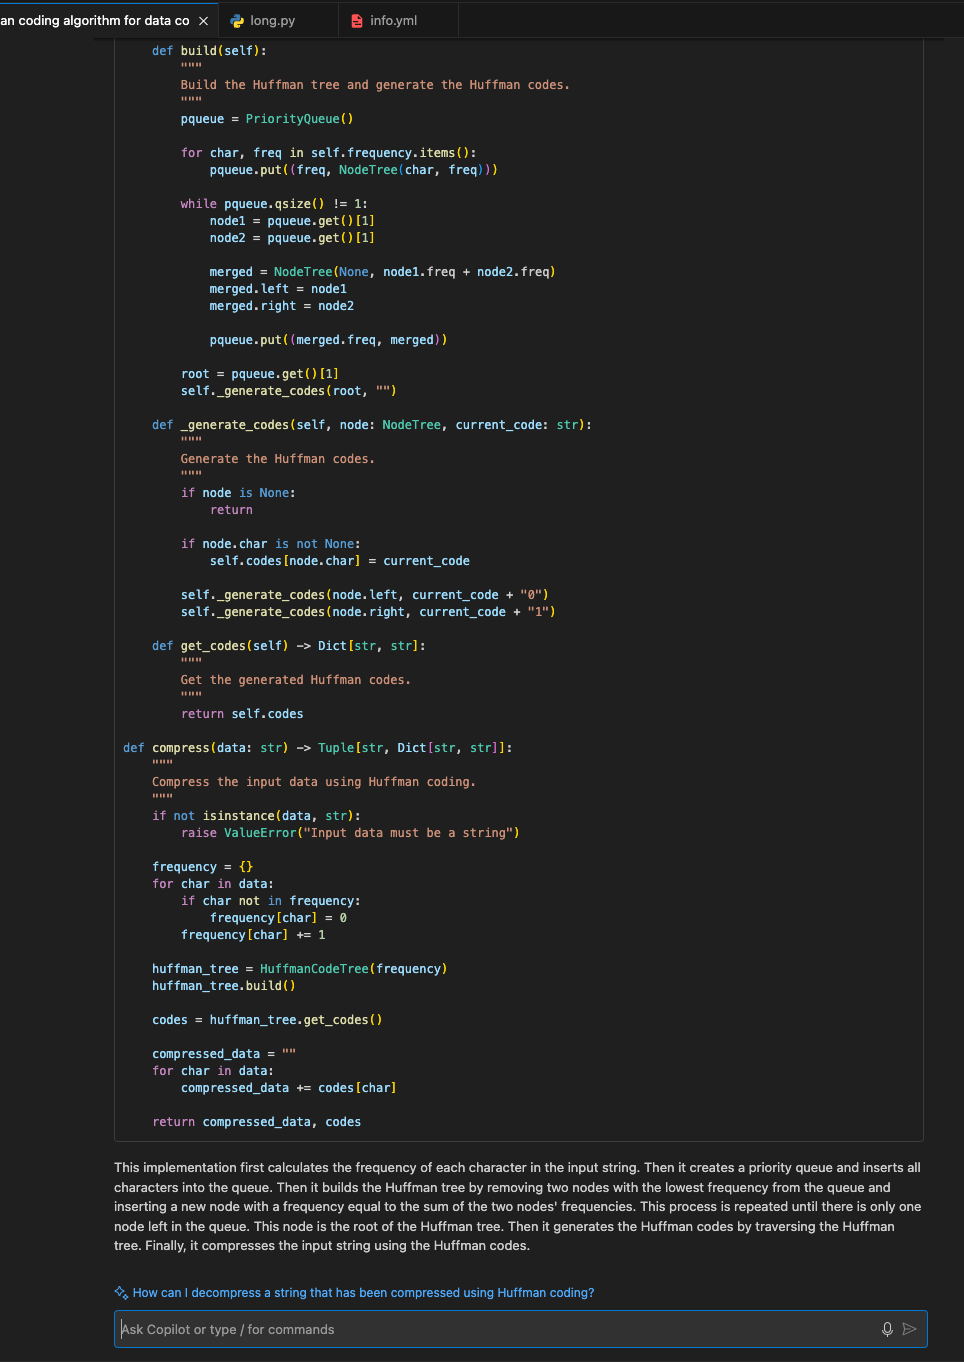 an coding algorithm for data co
long.py
info.yml
def build(self):
"""
Build the Huffman tree and generate the Huffman codes.
"""
pqueue = PriorityQueue()
for char, freq in self.frequency.items():
pqueue.put((freq, NodeTree(char, freq)))
while pqueue.qsize() != 1:
node1 = pqueue.get()[1]
node2 = pqueue.get()[1]
merged = NodeTree(None, node1.freq + node2.freq)
merged.left = node1
merged.right = node2
pqueue.put((merged.freq, merged))
root = pqueue.get()[1]
self._generate_codes(root, "")
def _generate_codes(self, node: NodeTree, current_code: str):
"""
Generate the Huffman codes.
"""
if node is None:
return
if node.char is not None:
self.codes[node.char] = current_code
self._generate_codes(node.left, current_code + "0")
self._generate_codes(node.right, current_code + "1")
def get_codes(self) -> Dict[str, str]:
"""
Get the generated Huffman codes.
"""
return self.codes
def compress(data: str) -> Tuple[str, Dict[str, str]]:
"""
Compress the input data using Huffman coding.
"""
if not isinstance(data, str):
raise ValueError("Input data must be a string")
frequency = {}
for char in data:
if char not in frequency:
frequency[char] = 0
frequency[char] += 1
huffman_tree = HuffmanCodeTree(frequency)
huffman_tree.build()
codes = huffman_tree.get_codes()
compressed_data = ""
for char in data:
compressed_data += codes[char]
return compressed_data, codes
This implementation first calculates the frequency of each character in the input string. Then it creates a priority queue and inserts all
characters into the queue. Then it builds the Huffman tree by removing two nodes with the lowest frequency from the queue and
inserting a new node with a frequency equal to the sum of the two nodes' frequencies. This process is repeated until there is only one
node left in the queue. This node is the root of the Huffman tree. Then it generates the Huffman codes by traversing the Huffman
tree. Finally, it compresses the input string using the Huffman codes.
How can I decompress a string that has been compressed using Huffman coding?
Ask Copilot or type / for commands